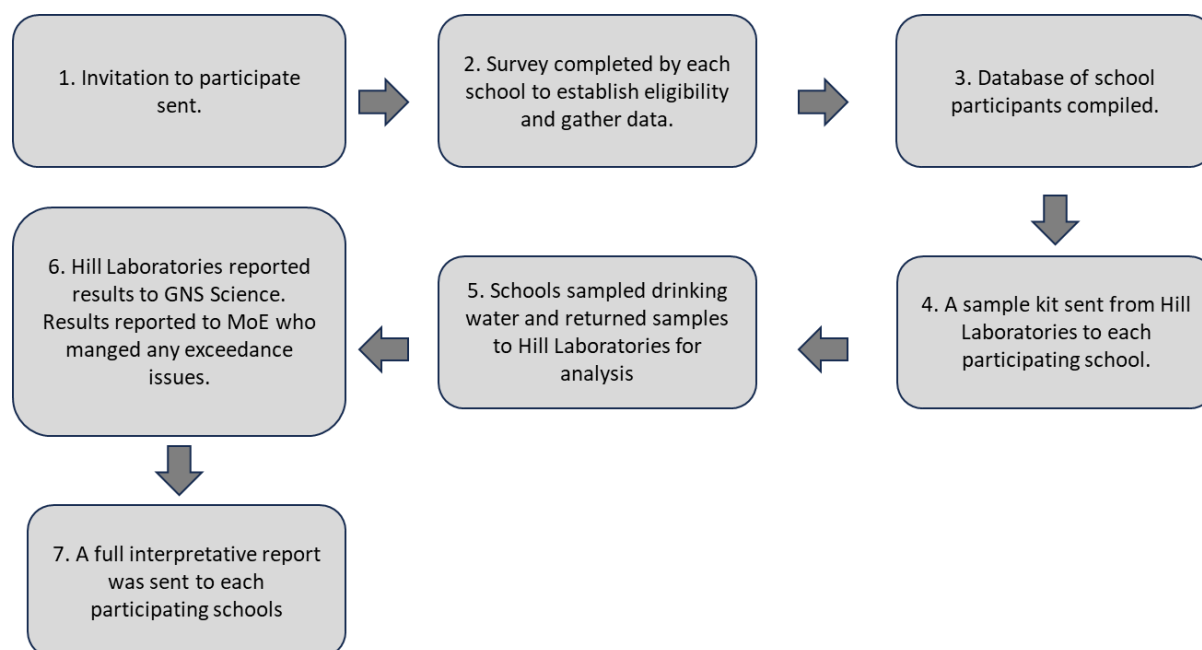 1. Invitation to participate
sent.
2. Survey completed by each
school to establish eligibility
and gather data.
3. Database of school
participants compiled.
4. A sample kit sent from Hill
Laboratories to each
participating school.
5. Schools sampled drinking
water and returned samples
to Hill Laboratories for
analysis
6. Hill Laboratories reported
results to GNS Science.
Results reported to MoE who
manged any exceedance
issues.
7. A full interpretative report
was sent to each
participating schools